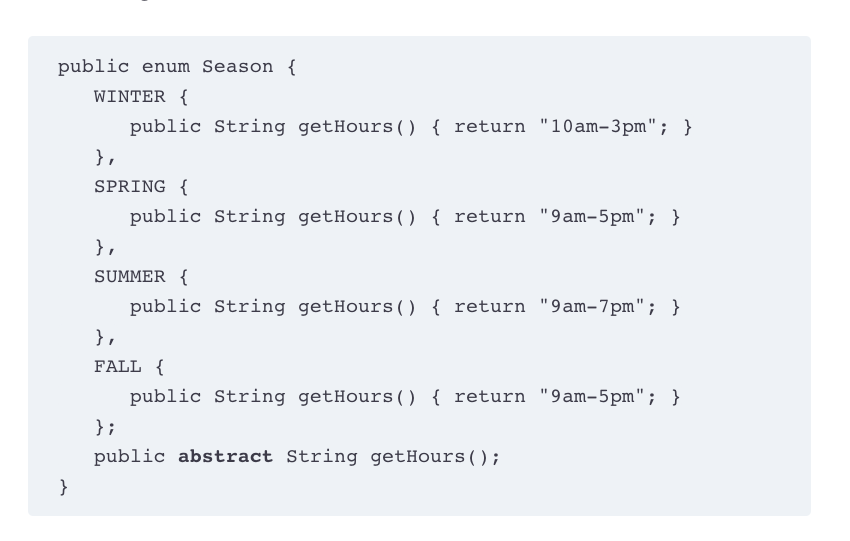 public enum Season {
   WINTER {
      public String getHours() { return "10am-3pm"; }
   },
   SPRING {
      public String getHours() { return "9am-5pm"; }
   },
   SUMMER {
      public String getHours() { return "9am-7pm"; }
   },
   FALL {
      public String getHours() { return "9am-5pm"; }
   };
   public abstract String getHours();
}